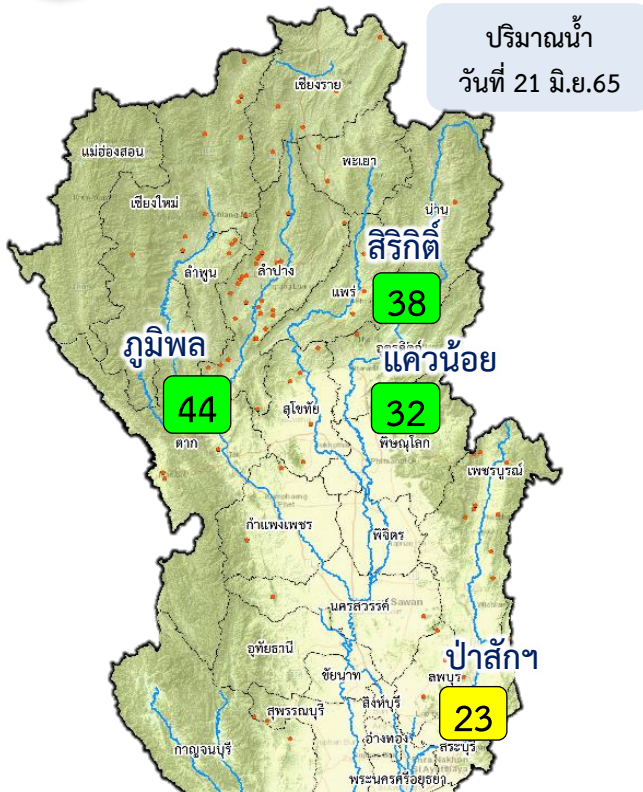 ปริมาณน้ำ
วันที่ 21 มิ.ย.65
เชียงราย
แม่ฮ่องสอน
พะเยา
เชียงใหม่
น่าน
สิริกิติ์
ลำพูน
ลำปาง
แพร่
38
ภูมิพล
แควน้อย
44
สุโขทัย
32
ตาก
พิษณุโลก
เพชรบูรณ์
กำแพงเพชร
พิจิตร
นครสวรรค์
Sawan
อุทัยธานี
ป่าสักฯ
ชัยนาท
ลพบุรี
สิงห์บุรี
สุพรรณบุรี
23
อ่างทอง
กาญจนบุรี
สระบุรี
พระนครศรีอยุธยา